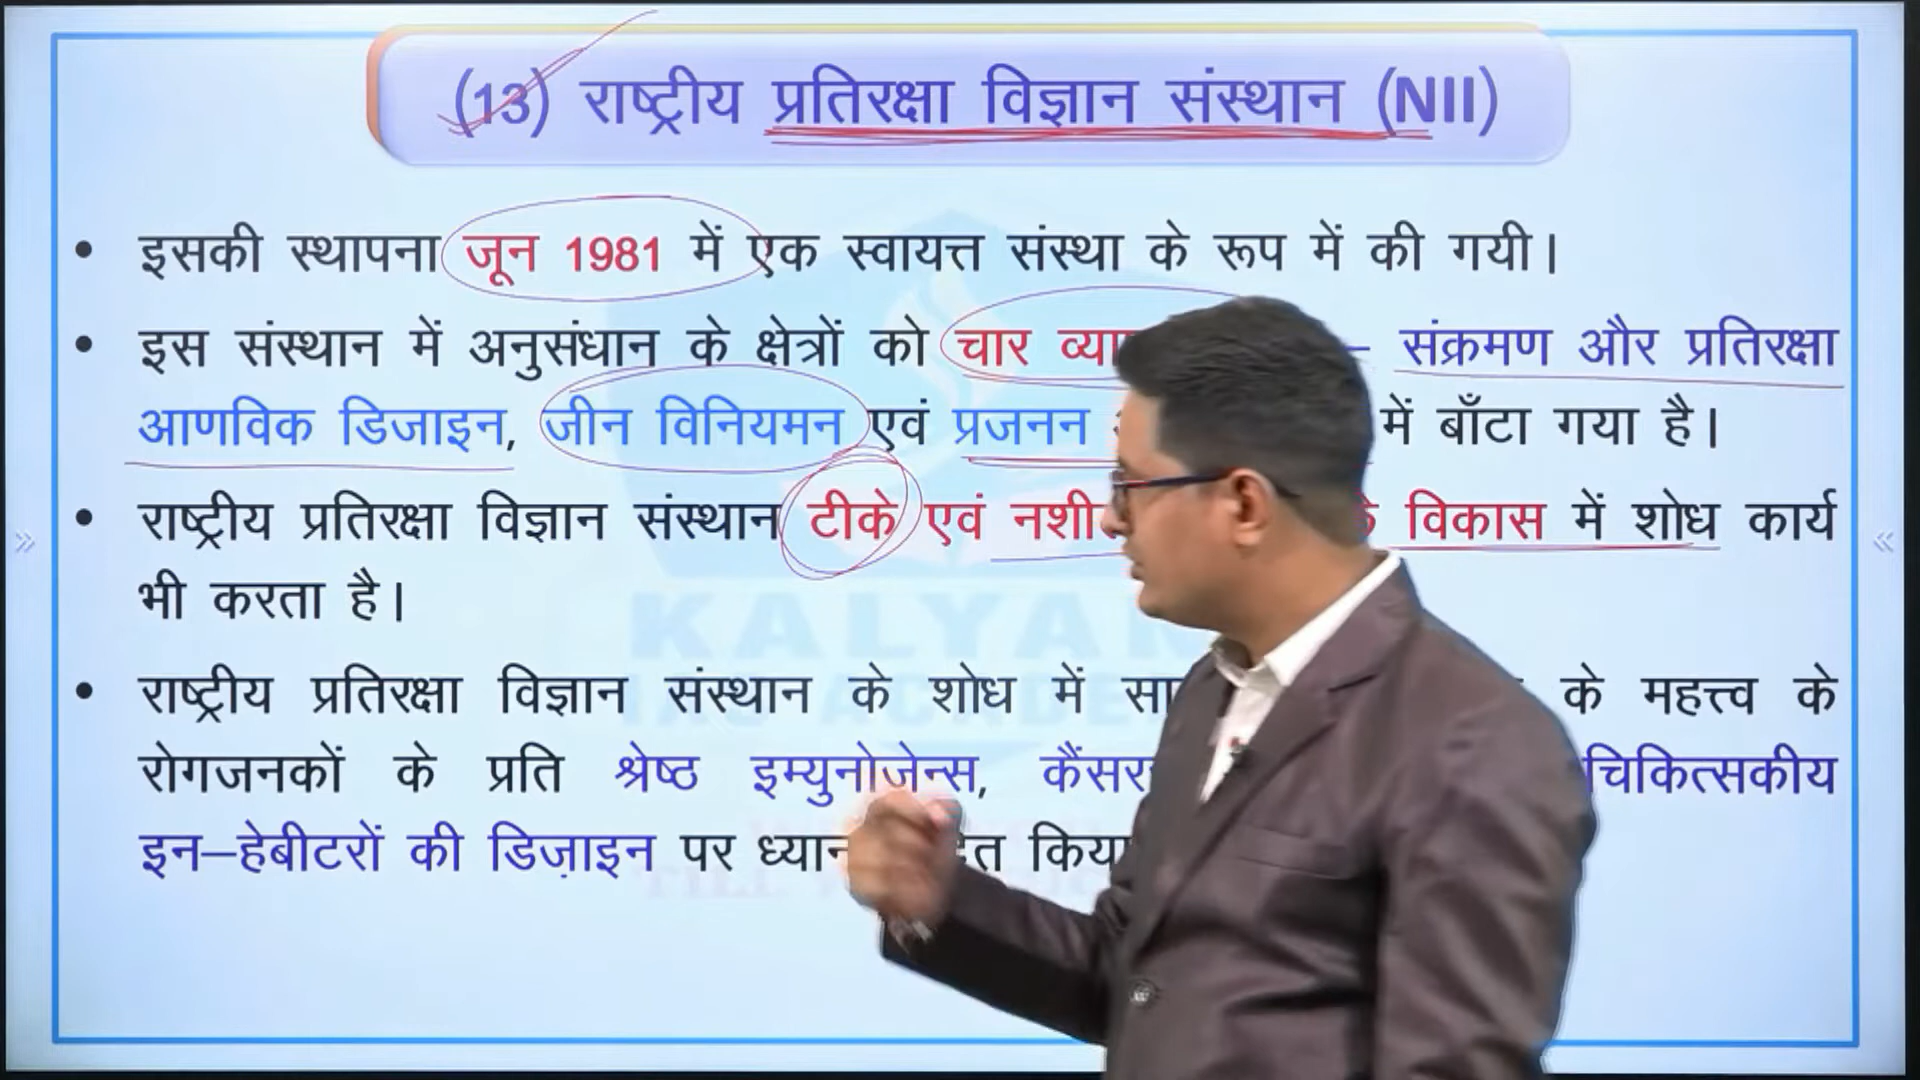 (13) राष्ट्रीय प्रतिरक्षा विज्ञान संस्थान (NII)
• इसकी स्थापना जून 1981 में एक स्वायत्त संस्था के रूप में की गयी।
• इस संस्थान में अनुसंधान के क्षेत्रों को चार – संक्रमण और प्रतिरक्षा
आणविक डिजाइन, जीन विनियमन एवं प्रजनन में बाँटा गया है।
• राष्ट्रीय प्रतिरक्षा विज्ञान संस्थान टीके एवं विकास में शोध कार्य
भी करता है।
• राष्ट्रीय प्रतिरक्षा विज्ञान संस्थान के शोध में के महत्त्व के
रोगजनकों के प्रति श्रेष्ठ इम्युनोजेन्स, कैंसर चिकित्सकीय
इन–हेबीटरों की डिज़ाइन पर